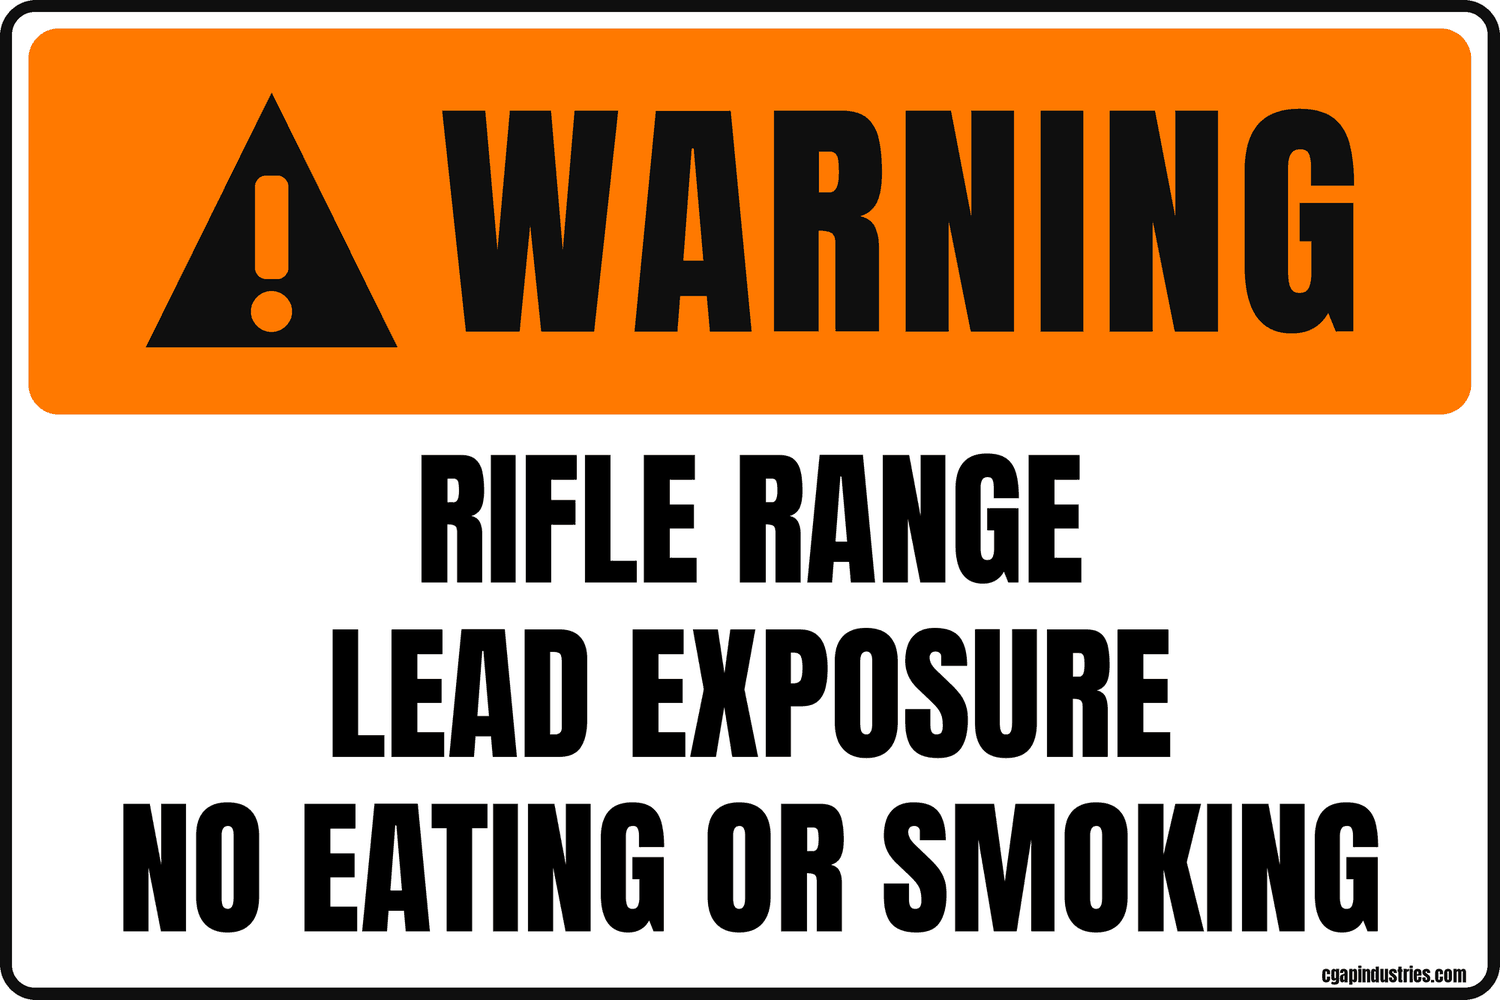 WARNING
RIFLE RANGE
LEAD EXPOSURE
NO EATING OR SMOKING
cgapindustries.com